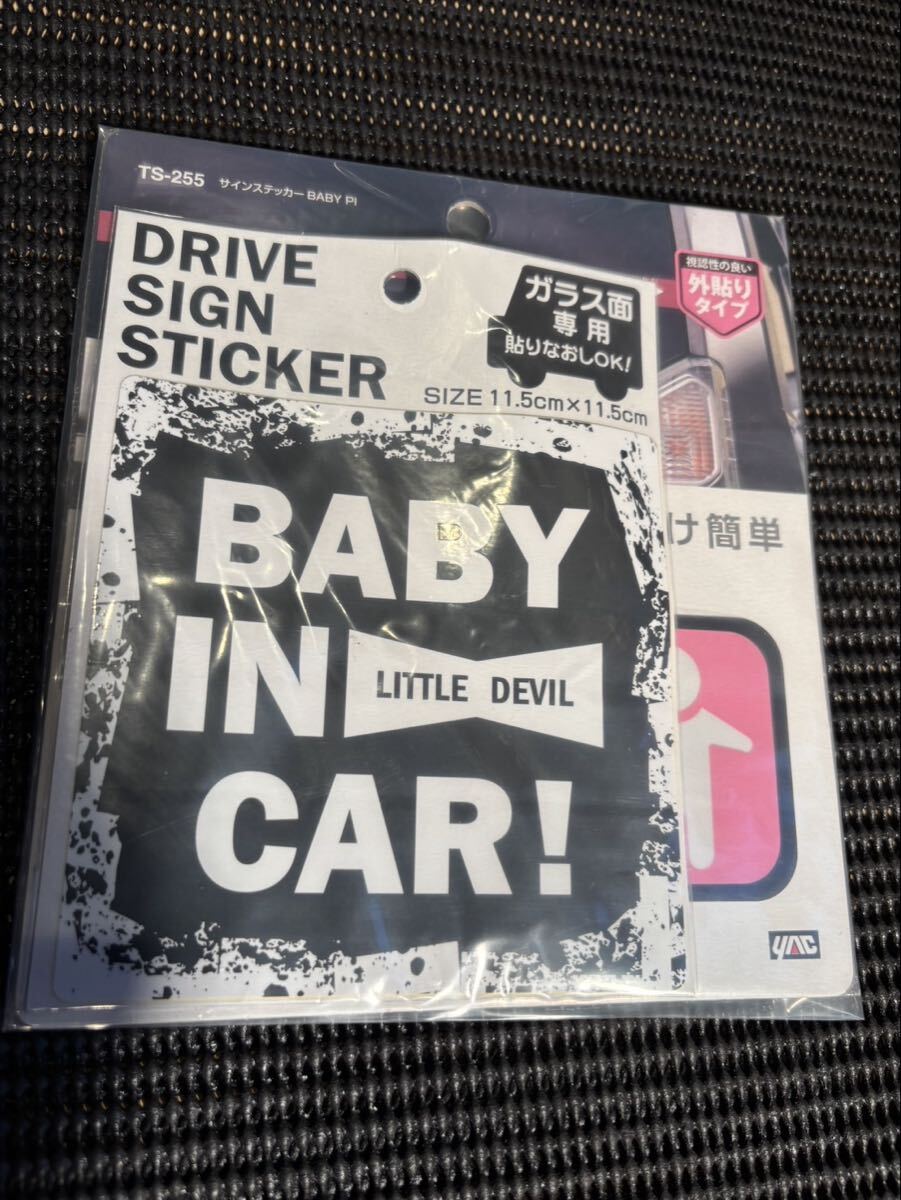 TS-255 サインステッカー BABY PI
DRIVE
SIGN
STICKER
ガラス面
専用
貼りなおしOK!
SIZE 11.5cm×11.5cm
視認性の良い
外貼り
タイプ
け簡単
BABY
IN
LITTLE DEVIL
CAR!
YAC